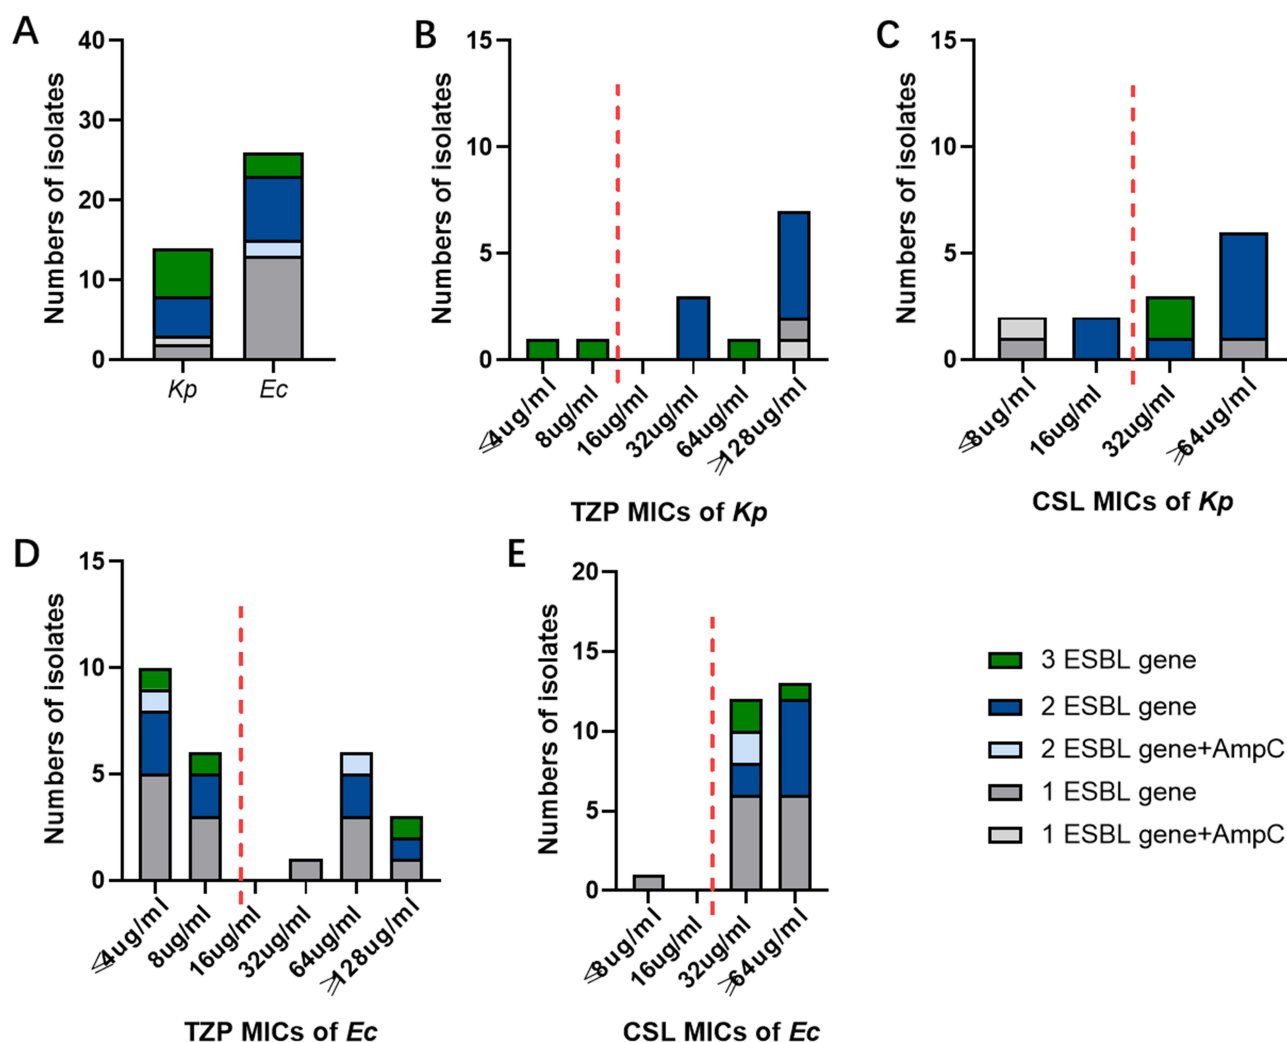 A
Numbers of isolates
40
30
20
10
0
Kp
Ec
B
Numbers of isolates
15
10
5
0
≤4ug/ml
8ug/ml
16ug/ml
32ug/ml
64ug/ml
≥128ug/ml
TZP MICs of Kp
C
Numbers of isolates
15
10
5
0
≤8ug/ml
16ug/ml
32ug/ml
≥64ug/ml
CSL MICs of Kp
D
Numbers of isolates
15
10
5
0
≤4ug/ml
8ug/ml
16ug/ml
32ug/ml
64ug/ml
≥128ug/ml
TZP MICs of Ec
E
Numbers of isolates
20
15
10
5
0
≤8ug/ml
16ug/ml
32ug/ml
≥64ug/ml
CSL MICs of Ec
3 ESBL gene
2 ESBL gene
2 ESBL gene+AmpC
1 ESBL gene
1 ESBL gene+AmpC